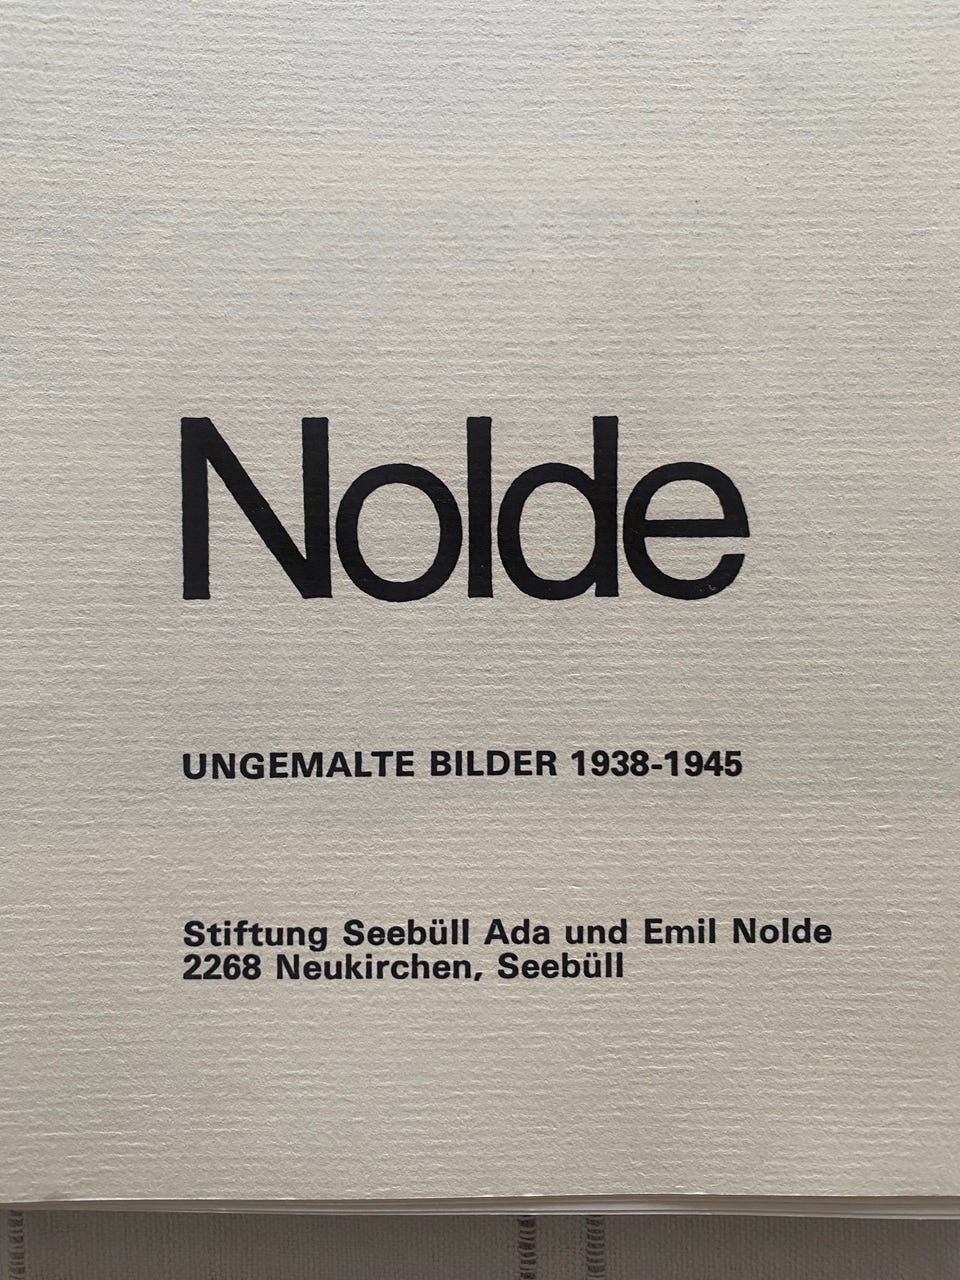 Nolde
UNGEMALTE BILDER 1938-1945
Stiftung Seebüll Ada und Emil Nolde
2268 Neukirchen, Seebüll